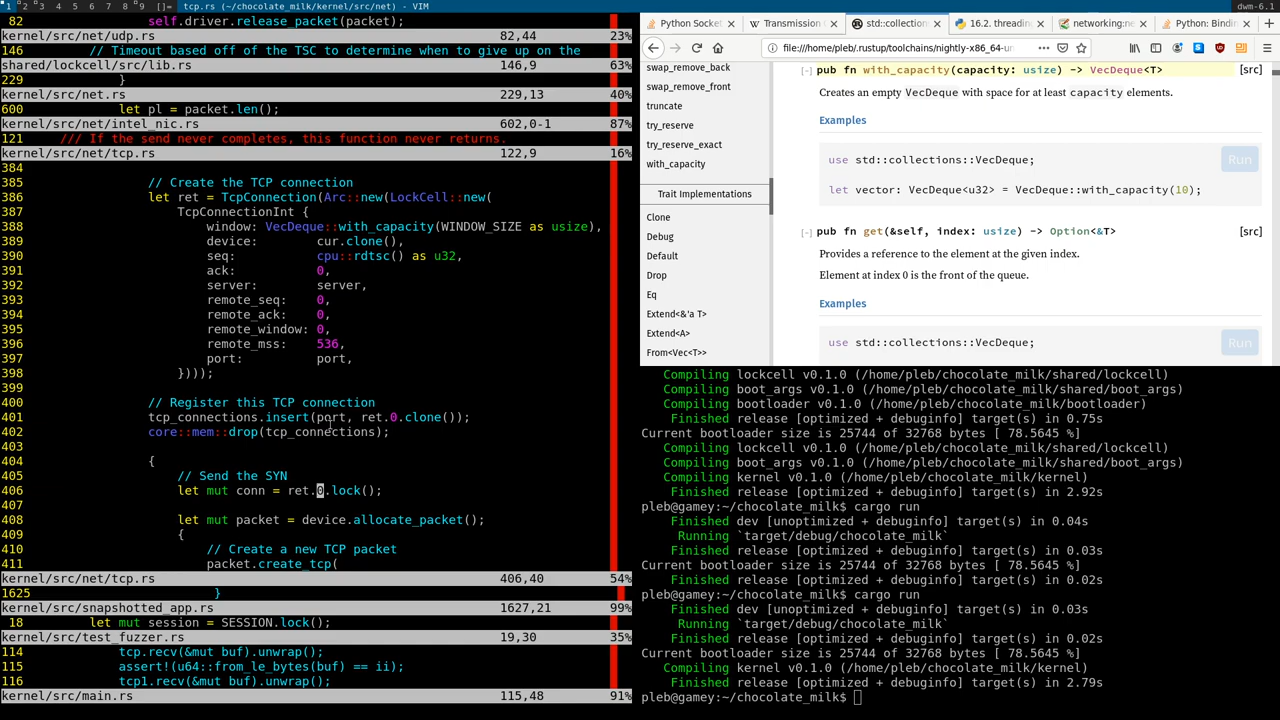 1 2 3 4 5 6 7 8 9 []= tcp.rs (~/chocolate_milk/kernel/src/net) - VIM
dwm-6.1
82 self.driver.release_packet(packet);
kernel/src/net/udp.rs 82,44 23%
146 // Timeout based off of the TSC to determine when to give up on the
shared/lockcell/src/lib.rs 146,9 63%
229 }
kernel/src/net.rs 229,13 40%
600 let pl = packet.len();
kernel/src/net/intel_nic.rs 602,0-1 87%
121 /// If the send never completes, this function never returns.
kernel/src/net/tcp.rs 122,9 16%
384
385 // Create the TCP connection
386 let ret = TcpConnection(Arc::new(LockCell::new(
387 TcpConnectionInt {
388 window: VecDeque::with_capacity(WINDOW_SIZE as usize),
389 device: cur.clone(),
390 seq: cpu::rdtsc() as u32,
391 ack: 0,
392 server: server,
393 remote_seq: 0,
394 remote_ack: 0,
395 remote_window: 0,
396 remote_mss: 536,
397 port: port,
398 })));
399
400 // Register this TCP connection
401 tcp_connections.insert(port, ret.0.clone());
402 core::mem::drop(tcp_connections);
403
404 {
405 // Send the SYN
406 let mut conn = ret.0.lock();
407
408 let mut packet = device.allocate_packet();
409 {
410 // Create a new TCP packet
411 packet.create_tcp(
kernel/src/net/tcp.rs 406,40 54%
1625 }
kernel/src/snapshotted_app.rs 1627,21 99%
18 let mut session = SESSION.lock();
kernel/src/test_fuzzer.rs 19,30 35%
114 tcp.recv(&mut buf).unwrap();
115 assert!(u64::from_le_bytes(buf) == ii);
116 tcp1.recv(&mut buf).unwrap();
kernel/src/main.rs 115,48 91%
Python Socket
Transmission C
std::collection
16.2. threading
networking:ne
Python: Bindin
file:///home/pleb/.rustup/toolchains/nightly-x86_64-u
swap_remove_back
swap_remove_front
truncate
try_reserve
try_reserve_exact
with_capacity
Trait Implementations
Clone
Debug
Default
Drop
Eq
Extend<&'a T>
Extend<A>
From<Vec<T>>
[-] pub fn with_capacity(capacity: usize) -> VecDeque<T> [src]
Creates an empty VecDeque with space for at least capacity elements.
Examples
use std::collections::VecDeque;
Run
let vector: VecDeque<u32> = VecDeque::with_capacity(10);
[-] pub fn get(&self, index: usize) -> Option<&T> [src]
Provides a reference to the element at the given index.
Element at index 0 is the front of the queue.
Examples
use std::collections::VecDeque;
Run
Compiling lockcell v0.1.0 (/home/pleb/chocolate_milk/shared/lockcell)
Compiling boot_args v0.1.0 (/home/pleb/chocolate_milk/shared/boot_args)
Compiling bootloader v0.1.0 (/home/pleb/chocolate_milk/bootloader)
Finished release [optimized + debuginfo] target(s) in 0.75s
Current bootloader size is 25744 of 32768 bytes [ 78.5645 %]
Compiling lockcell v0.1.0 (/home/pleb/chocolate_milk/shared/lockcell)
Compiling boot_args v0.1.0 (/home/pleb/chocolate_milk/shared/boot_args)
Compiling kernel v0.1.0 (/home/pleb/chocolate_milk/kernel)
Finished release [optimized + debuginfo] target(s) in 2.92s
pleb@gamey:~/chocolate_milk$ cargo run
Finished dev [unoptimized + debuginfo] target(s) in 0.04s
Running `target/debug/chocolate_milk`
Finished release [optimized + debuginfo] target(s) in 0.03s
Current bootloader size is 25744 of 32768 bytes [ 78.5645 %]
Finished release [optimized + debuginfo] target(s) in 0.02s
pleb@gamey:~/chocolate_milk$ cargo run
Finished dev [unoptimized + debuginfo] target(s) in 0.03s
Running `target/debug/chocolate_milk`
Finished release [optimized + debuginfo] target(s) in 0.02s
Current bootloader size is 25744 of 32768 bytes [ 78.5645 %]
Compiling kernel v0.1.0 (/home/pleb/chocolate_milk/kernel)
Finished release [optimized + debuginfo] target(s) in 2.79s
pleb@gamey:~/chocolate_milk$